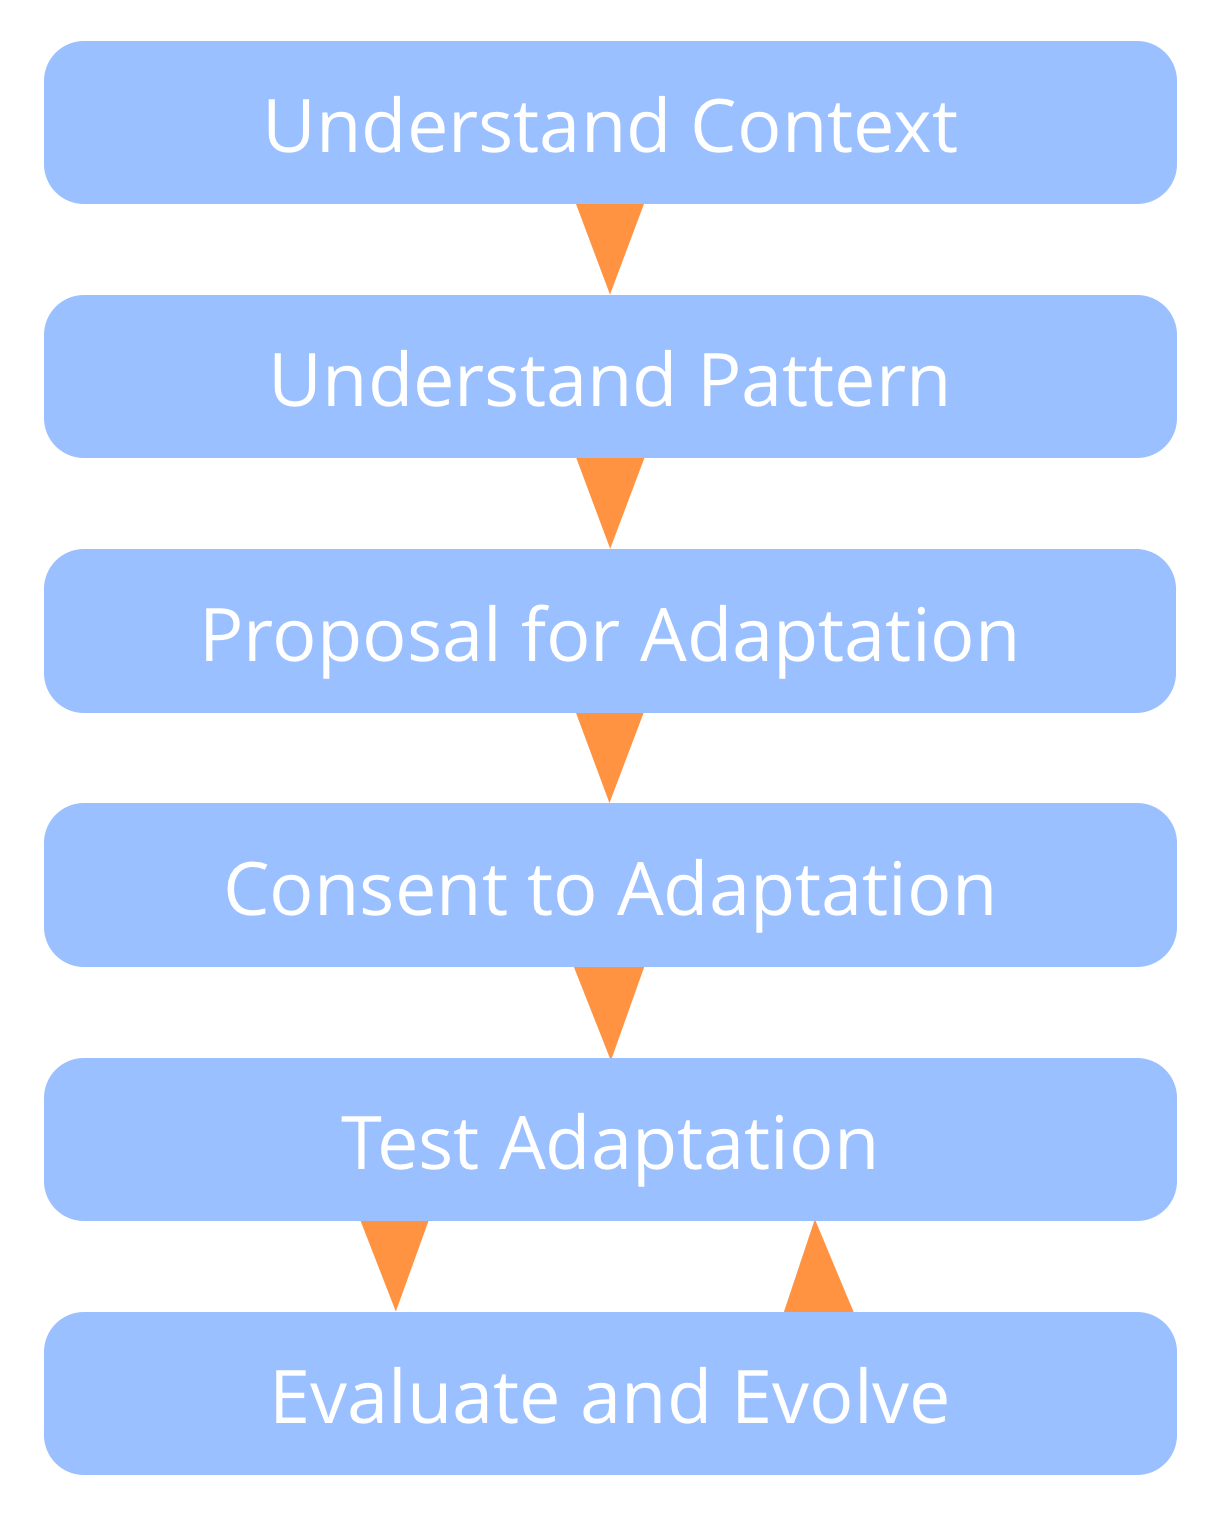 Understand Context
Understand Pattern
Proposal for Adaptation
Consent to Adaptation
Test Adaptation
Evaluate and Evolve